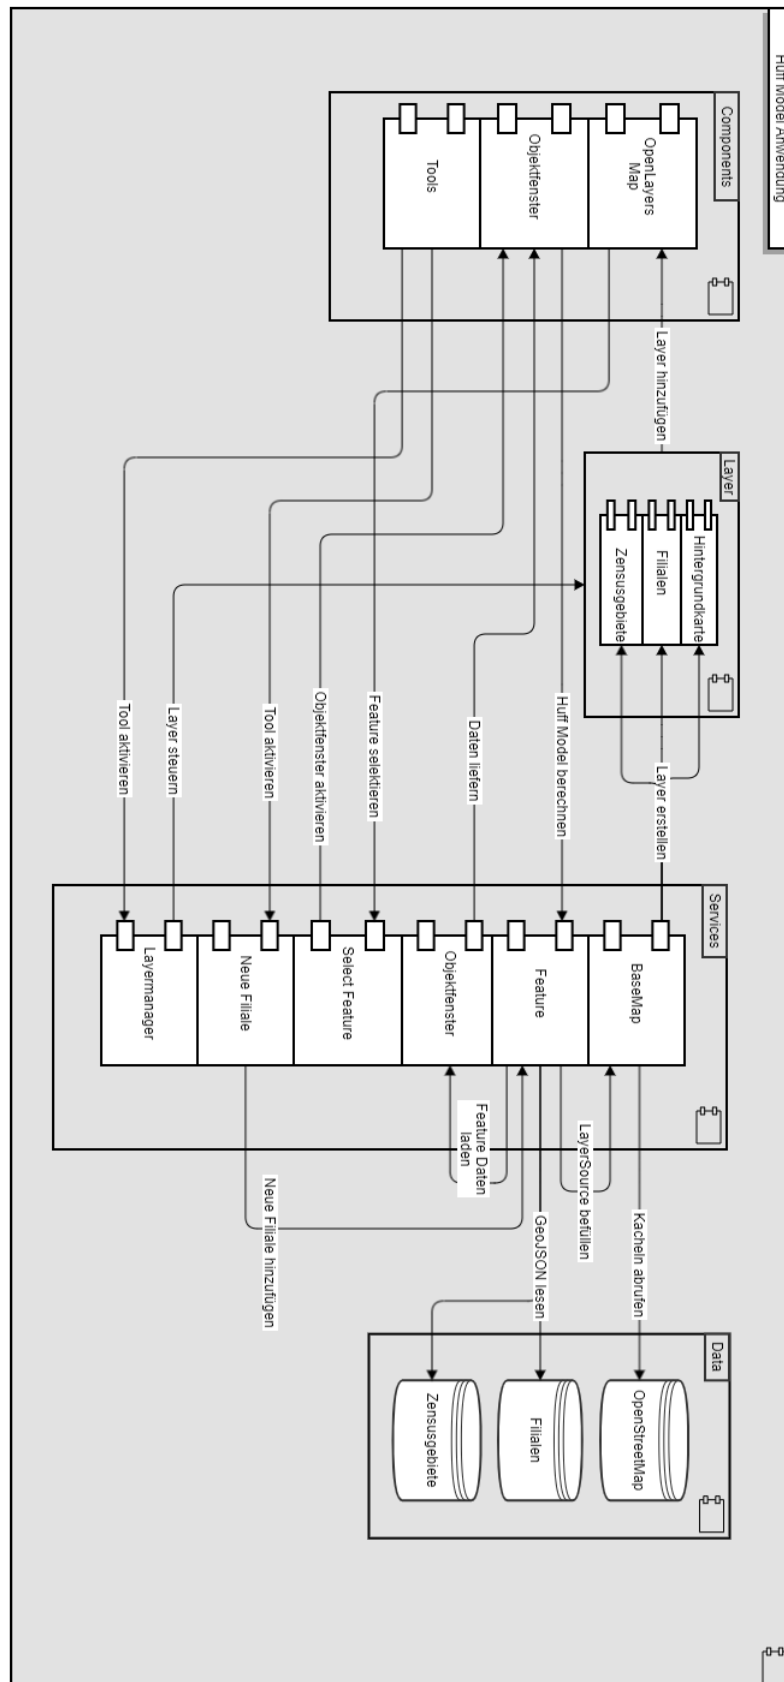 Huff Model Anwendung
Components
OpenLayers
Map
Objektfenster
Tools
Layer hinzufügen
Layer
Hintergrundkarte
Filialen
Zensusgebiete
Layer erstellen
Huff Model berechnen
Daten liefern
Feature selektieren
Objektfenster aktivieren
Tool aktivieren
Layer steuern
Tool aktivieren
Services
BaseMap
Feature
Objektfenster
Select Feature
Neue Filiale
Layermanager
Kacheln abrufen
LayerSource befüllen
GeoJSON lesen
Feature Daten
laden
Neue Filiale hinzufügen
Data
OpenStreetMap
Filialen
Zensusgebiete